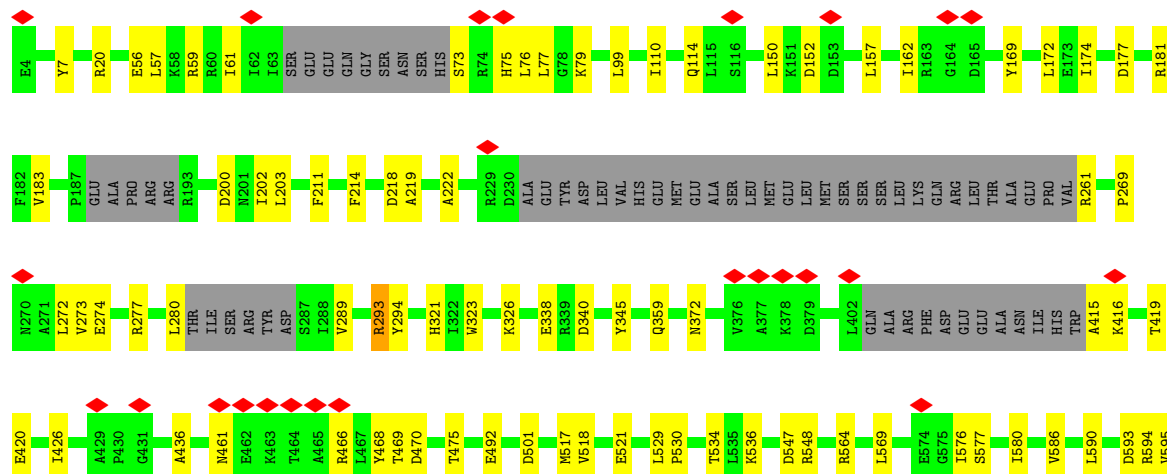 E4 Y7 R20 E56 L57 K58 R59 R60 I61 I62 I63 SER GLU GLU GLN GLY SER ASN SER HIS S73 R74 H75 L76 L77 G78 K79 L99 I110 Q114 L115 S116 L150 K151 D152 D153 L157 I162 R163 G164 D165 Y169 L172 E173 I174 D177 R181
F182 V183 P187 GLU ALA PRO ARG ARG R193 D200 N201 I202 L203 F211 F214 D218 A219 A222 R229 D230 ALA GLU TYR ASP LEU VAL HIS GLU MET GLU ALA SER LEU MET GLU LEU MET SER SER SER LEU LYS GLN ARG LEU THR ALA GLU PRO VAL R261 P269
N270 A271 L272 V273 E274 R277 L280 THR ILE SER ARG TYR ASP S287 I288 V289 R293 Y294 H321 I322 W323 K326 E338 R339 D340 Y345 Q359 N372 V376 A377 K378 D379 L402 GLN ALA ARG PHE ASP GLU GLU ALA ASN ILE HIS TRP A415 K416 T419
E420 I426 A429 P430 G431 A436 N461 E462 K463 T464 A465 R466 L467 Y468 T469 D470 T475 E492 D501 M517 V518 E521 L529 P530 T534 L535 K536 D547 R548 R564 L569 E574 G575 I576 S577 I580 V586 L590 D593 R594